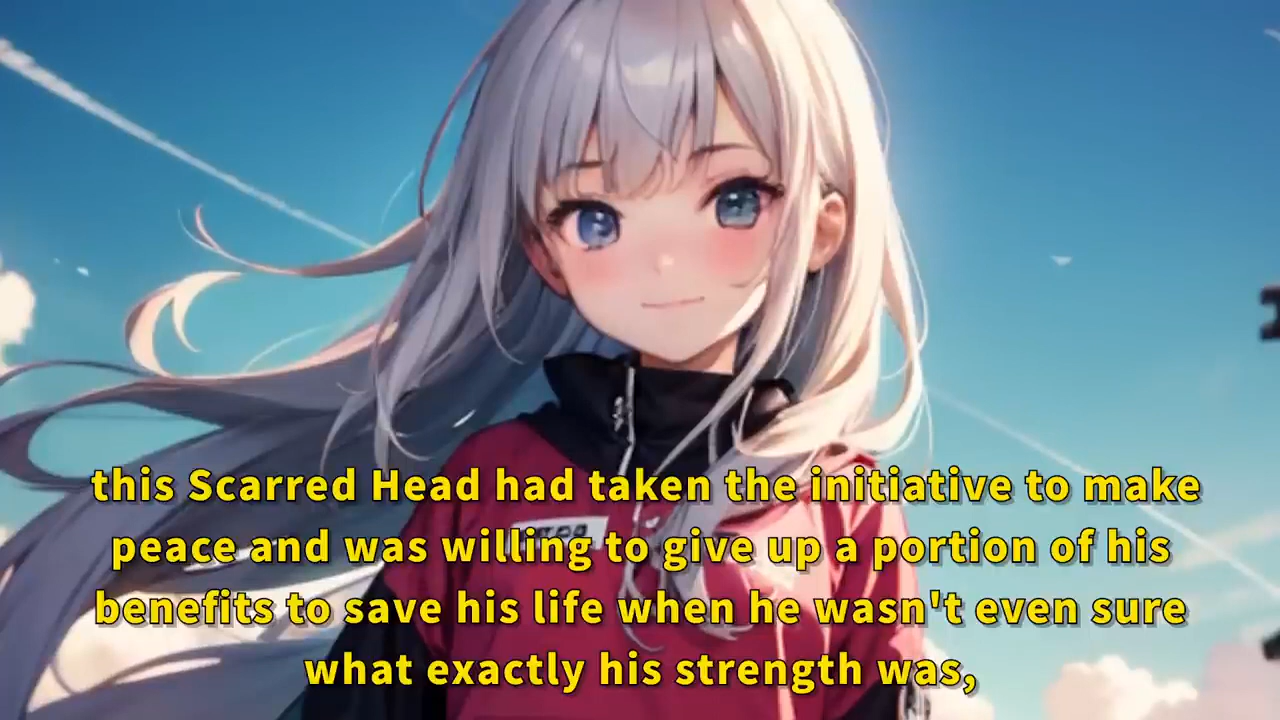 this Scarred Head had taken the initiative to make
peace and was willing to give up a portion of his
benefits to save his life when he wasn't even sure
what exactly his strength was,